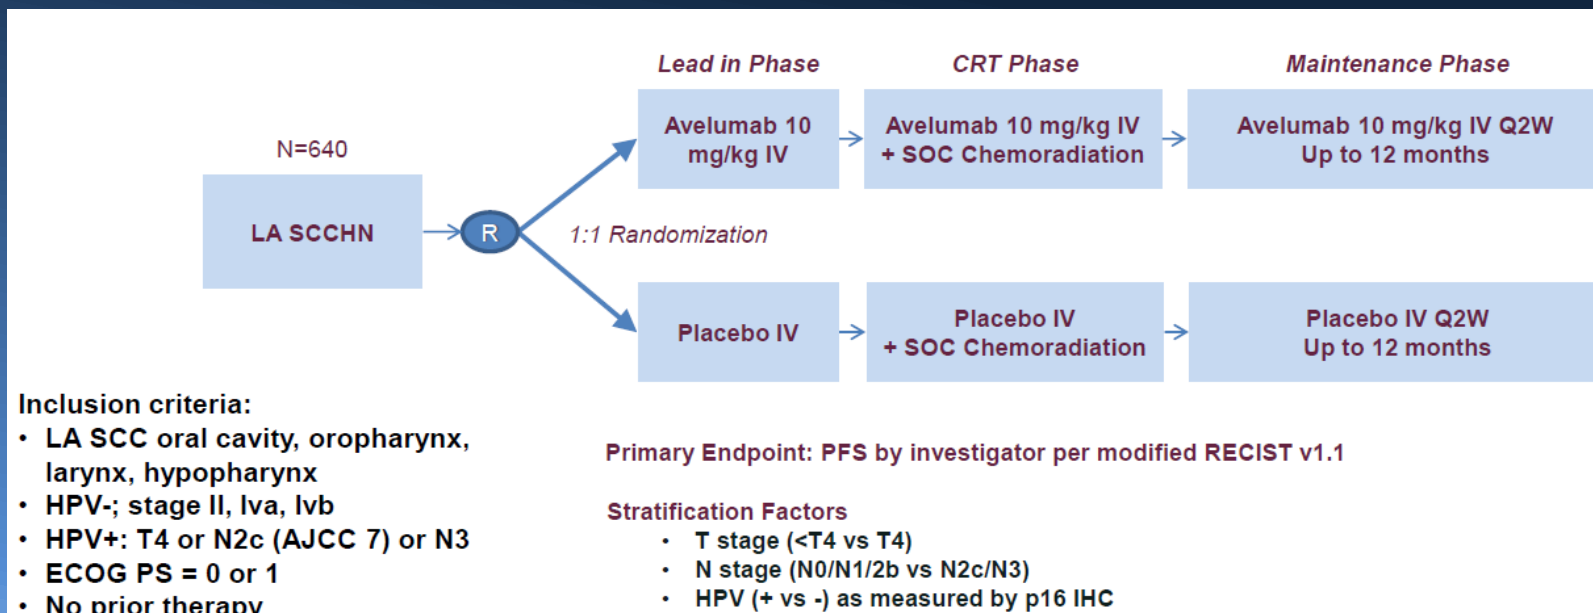 Lead in Phase
CRT Phase
Maintenance Phase
N=640
LA SCCHN
R
1:1 Randomization
Avelumab 10
mg/kg IV
Avelumab 10 mg/kg IV
+ SOC Chemoradiation
Avelumab 10 mg/kg IV Q2W
Up to 12 months
Placebo IV
Placebo IV
+ SOC Chemoradiation
Placebo IV Q2W
Up to 12 months
Inclusion criteria:
• LA SCC oral cavity, oropharynx,
larynx, hypopharynx
• HPV-; stage II, Iva, Ivb
• HPV+: T4 or N2c (AJCC 7) or N3
• ECOG PS = 0 or 1
• No prior therapy
Primary Endpoint: PFS by investigator per modified RECIST v1.1
Stratification Factors
• T stage (<T4 vs T4)
• N stage (N0/N1/2b vs N2c/N3)
• HPV (+ vs -) as measured by p16 IHC